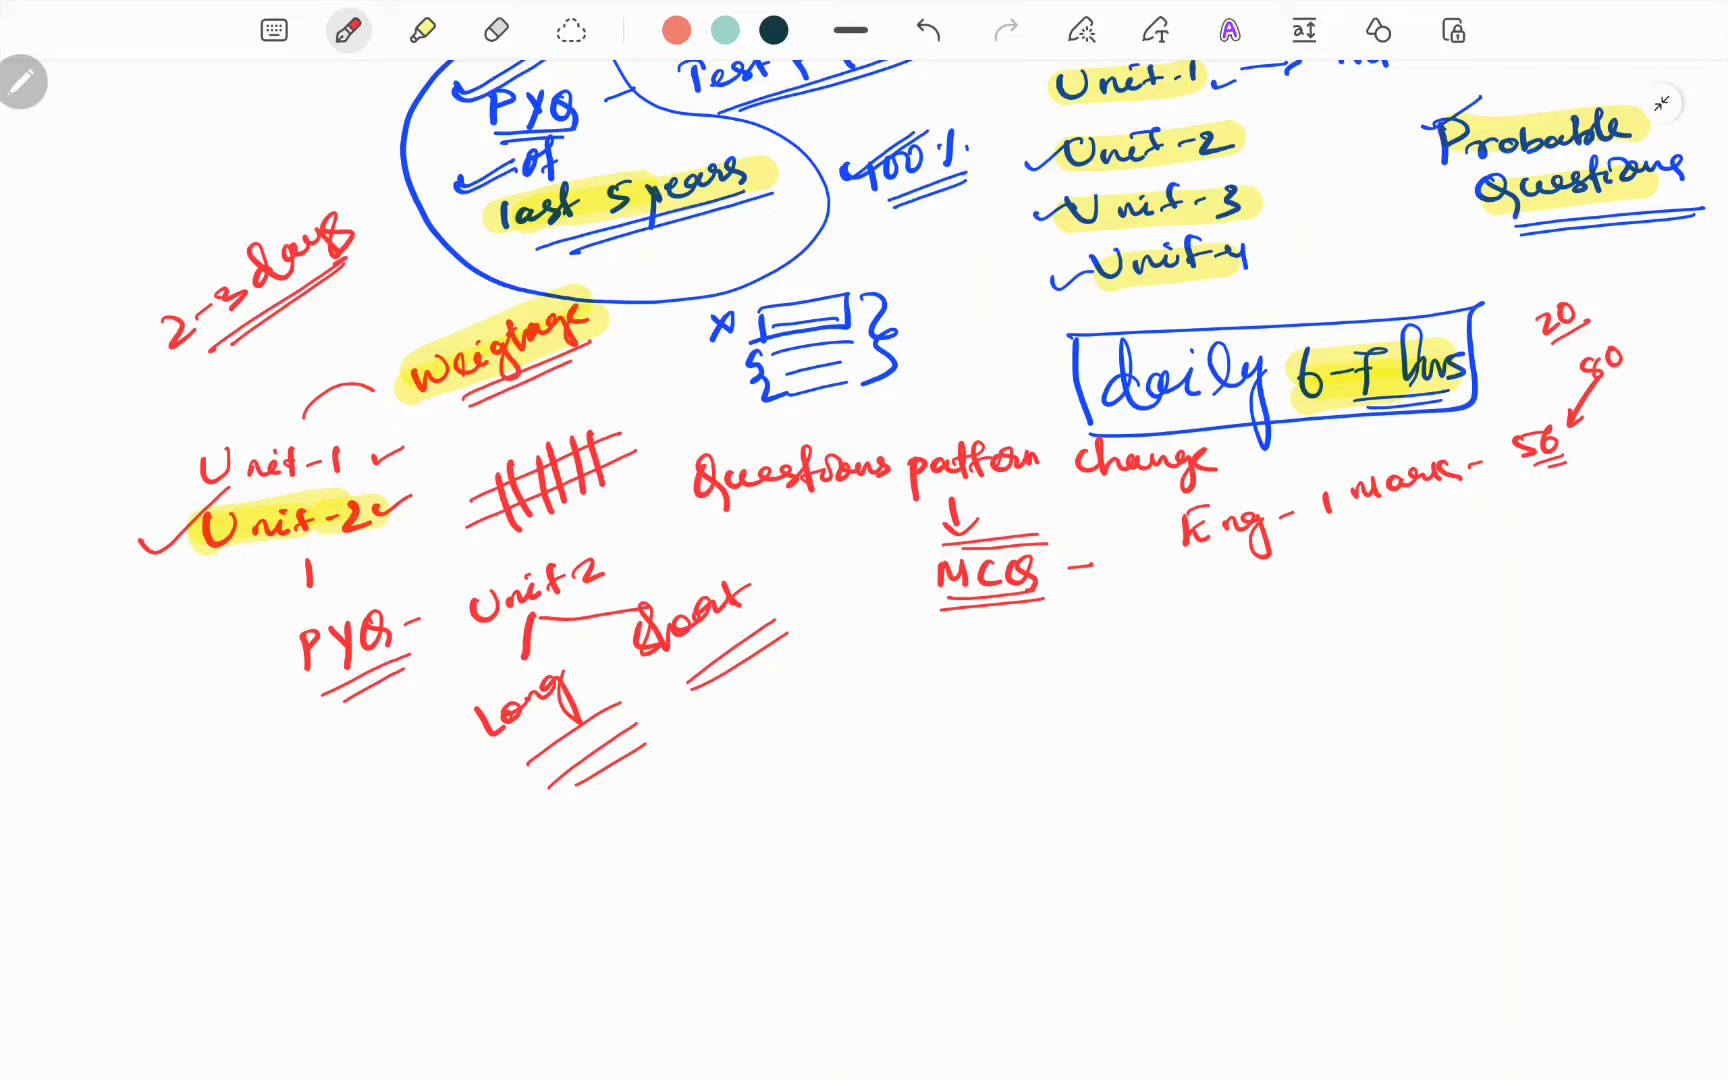 Test
PYQ -
of
last 5 years
100 %.
Unit-1
Unit-2
Unit-3
Unit-4
Probable
Questions
2-3 days
Weigtage
daily 6-7 hrs
20
80
50
Unit-1
Unit-2
PYQ -
Unit 2
Short
Long
Questions pattern change
MCQ -
Eng - 1 Mark -